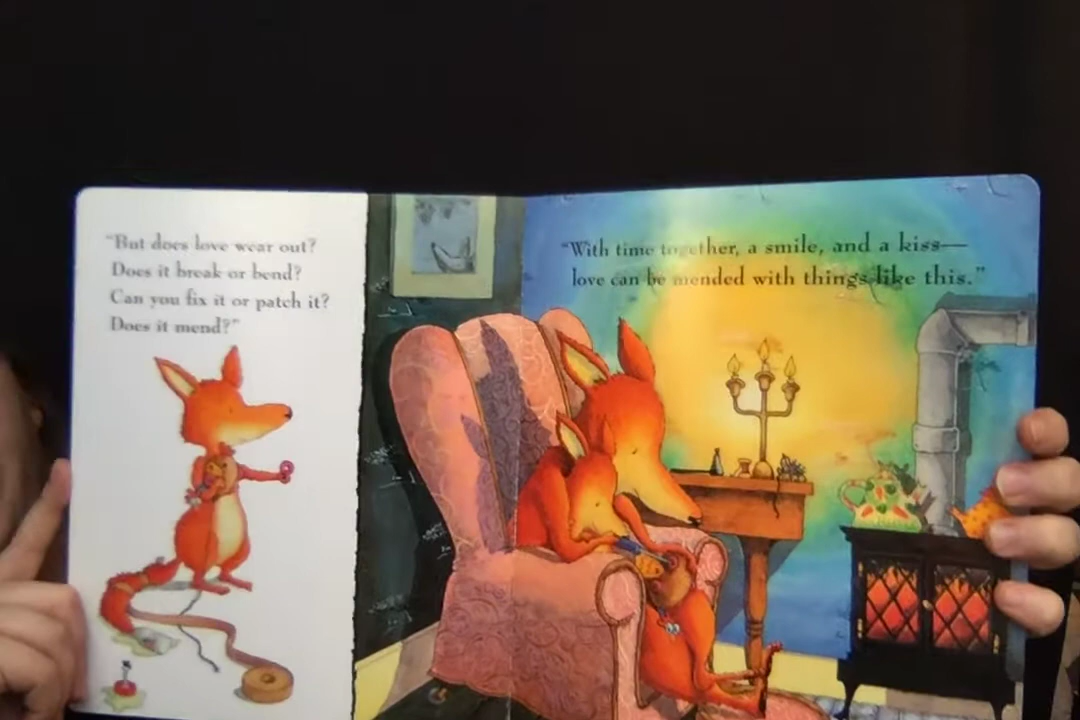 “But does love wear out?
Does it break or bend?
Can you fix it or patch it?
Does it mend?”
“With time together, a smile, and a kiss—
love can be mended with things like this.”